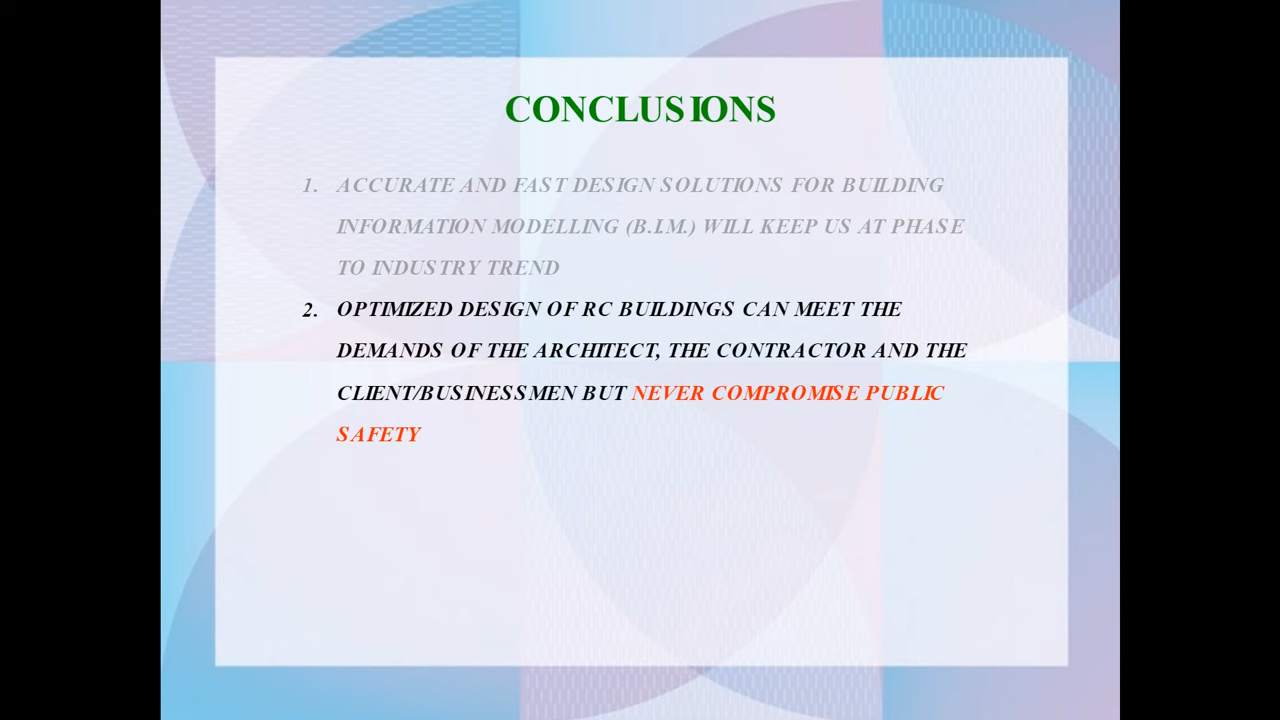 CONCLUSIONS
1. ACCURATE AND FAST DESIGN SOLUTIONS FOR BUILDING
INFORMATION MODELLING (B.I.M.) WILL KEEP US AT PHASE
TO INDUSTRY TREND
2. OPTIMIZED DESIGN OF RC BUILDINGS CAN MEET THE
DEMANDS OF THE ARCHITECT, THE CONTRACTOR AND THE
CLIENT/BUSINESSMEN BUT NEVER COMPROMISE PUBLIC
SAFETY